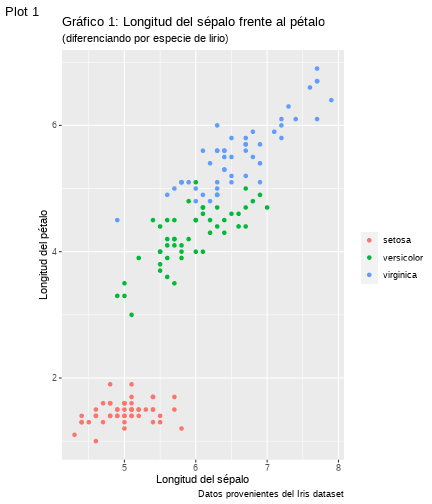 Plot 1
Gráfico 1: Longitud del sépalo frente al pétalo
(diferenciando por especie de lirio)
Longitud del pétalo
6
4
2
5
6
7
8
Longitud del sépalo
setosa
versicolor
virginica
Datos provenientes del Iris dataset